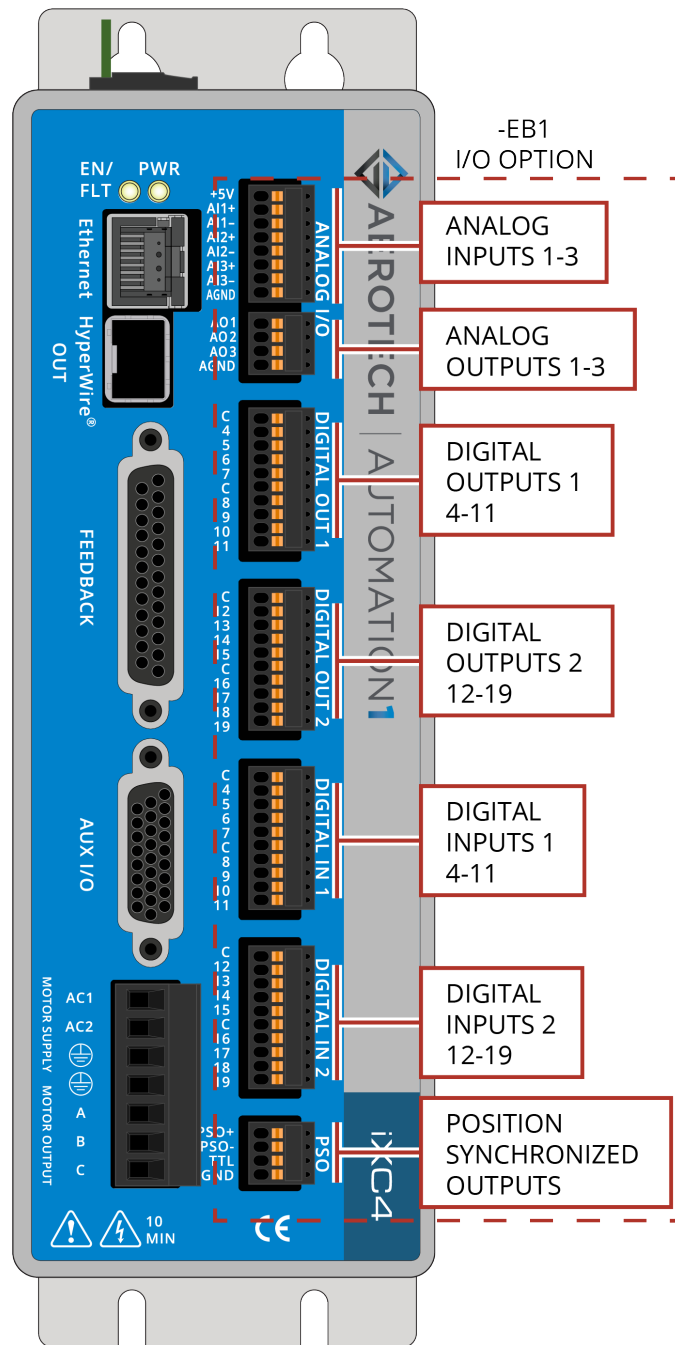 -EB1
I/O OPTION
EN/
FLT
PWR
Ethernet
HyperWire®
OUT
FEEDBACK
AUX I/O
MOTOR SUPPLY
MOTOR OUTPUT
AC1
AC2
A
B
C
10
MIN
+5V
AI1+
AI1-
AI2+
AI2-
AI3+
AI3-
AGND
AO1
AO2
AO3
AGND
ANALOG I/O
C
4
5
6
7
C
8
9
10
11
DIGITAL OUT 1
C
12
13
14
15
C
16
17
18
19
DIGITAL OUT 2
C
4
5
6
7
C
8
9
10
11
DIGITAL IN 1
C
12
13
14
15
C
16
17
18
19
DIGITAL IN 2
PSO+
PSO-
TTL
GND
PSO
CE
AEROTECH | AUTOMATION1
iXC4
ANALOG
INPUTS 1-3
ANALOG
OUTPUTS 1-3
DIGITAL
OUTPUTS 1
4-11
DIGITAL
OUTPUTS 2
12-19
DIGITAL
INPUTS 1
4-11
DIGITAL
INPUTS 2
12-19
POSITION
SYNCHRONIZED
OUTPUTS